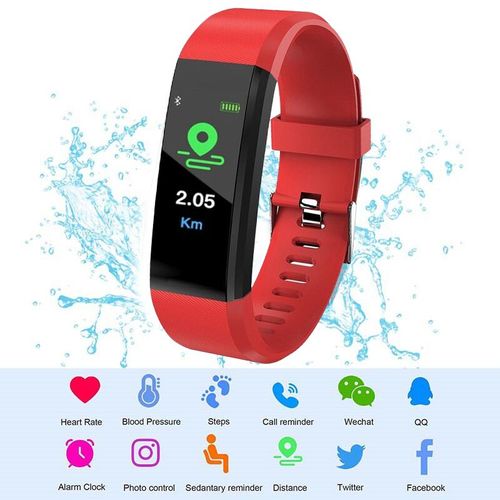 2.05
Km
Heart Rate
Blood Pressure
Steps
Call reminder
Wechat
QQ
Alarm Clock
Photo control
Sedantary reminder
Distance
Twitter
Facebook